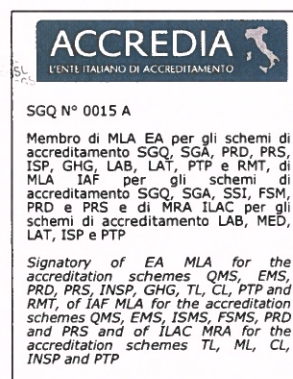 ACCREDIA
L'ENTE ITALIANO DI ACCREDITAMENTO
SGQ N° 0015 A
Membro di MLA EA per gli schemi di
accreditamento SGQ, SGA, PRD, PRS,
ISP, GHG, LAB, LAT, PTP e RMT, di
MLA IAF per gli schemi di
accreditamento SGQ, SGA, SSI, FSM,
PRD e PRS e di MRA ILAC per gli
schemi di accreditamento LAB, MED,
LAT, ISP e PTP
Signatory of EA MLA for the
accreditation schemes QMS, EMS,
PRD, PRS, INSP, GHG, TL, CL, PTP and
RMT, of IAF MLA for the accreditation
schemes QMS, EMS, ISMS, FSMS, PRD
and PRS and of ILAC MRA for the
accreditation schemes TL, ML, CL,
INSP and PTP